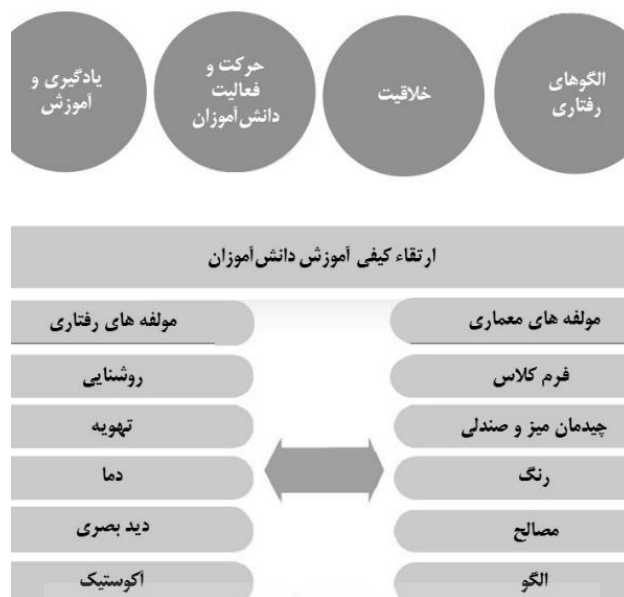 الگوهای
رفتاری
خلاقیت
حرکت و
فعالیت
دانش‌آموزان
یادگیری و
آموزش
ارتقاء کیفی آموزش دانش‌آموزان
مولفه های معماری
مولفه های رفتاری
فرم کلاس
روشنایی
چیدمان میز و صندلی
تهویه
رنگ
دما
مصالح
دید بصری
الگو
آکوستیک